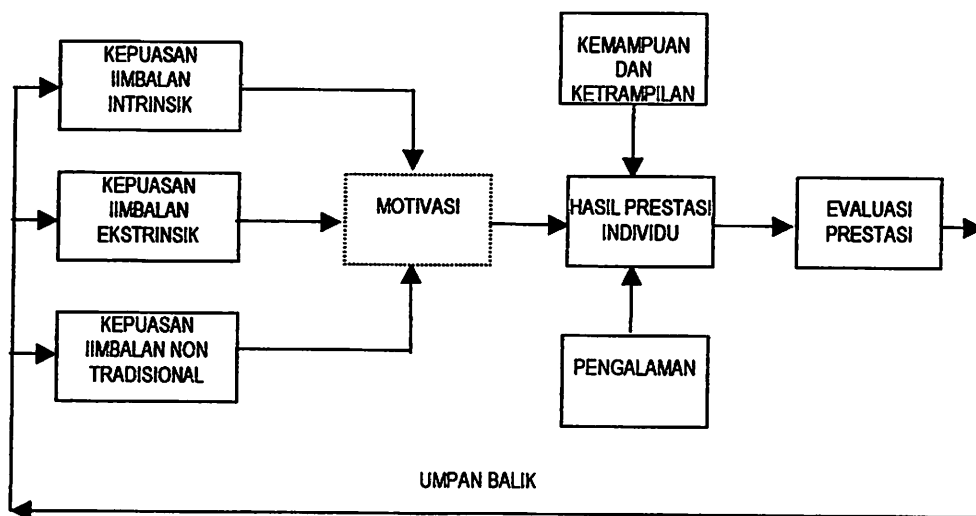 KEPUASAN
IIMBALAN
INTRINSIK
KEPUASAN
IIMBALAN
EKSTRINSIK
KEPUASAN
IIMBALAN NON
TRADISIONAL
MOTIVASI
KEMAMPUAN
DAN
KETRAMPILAN
HASIL PRESTASI
INDIVIDU
PENGALAMAN
EVALUASI
PRESTASI
UMPAN BALIK